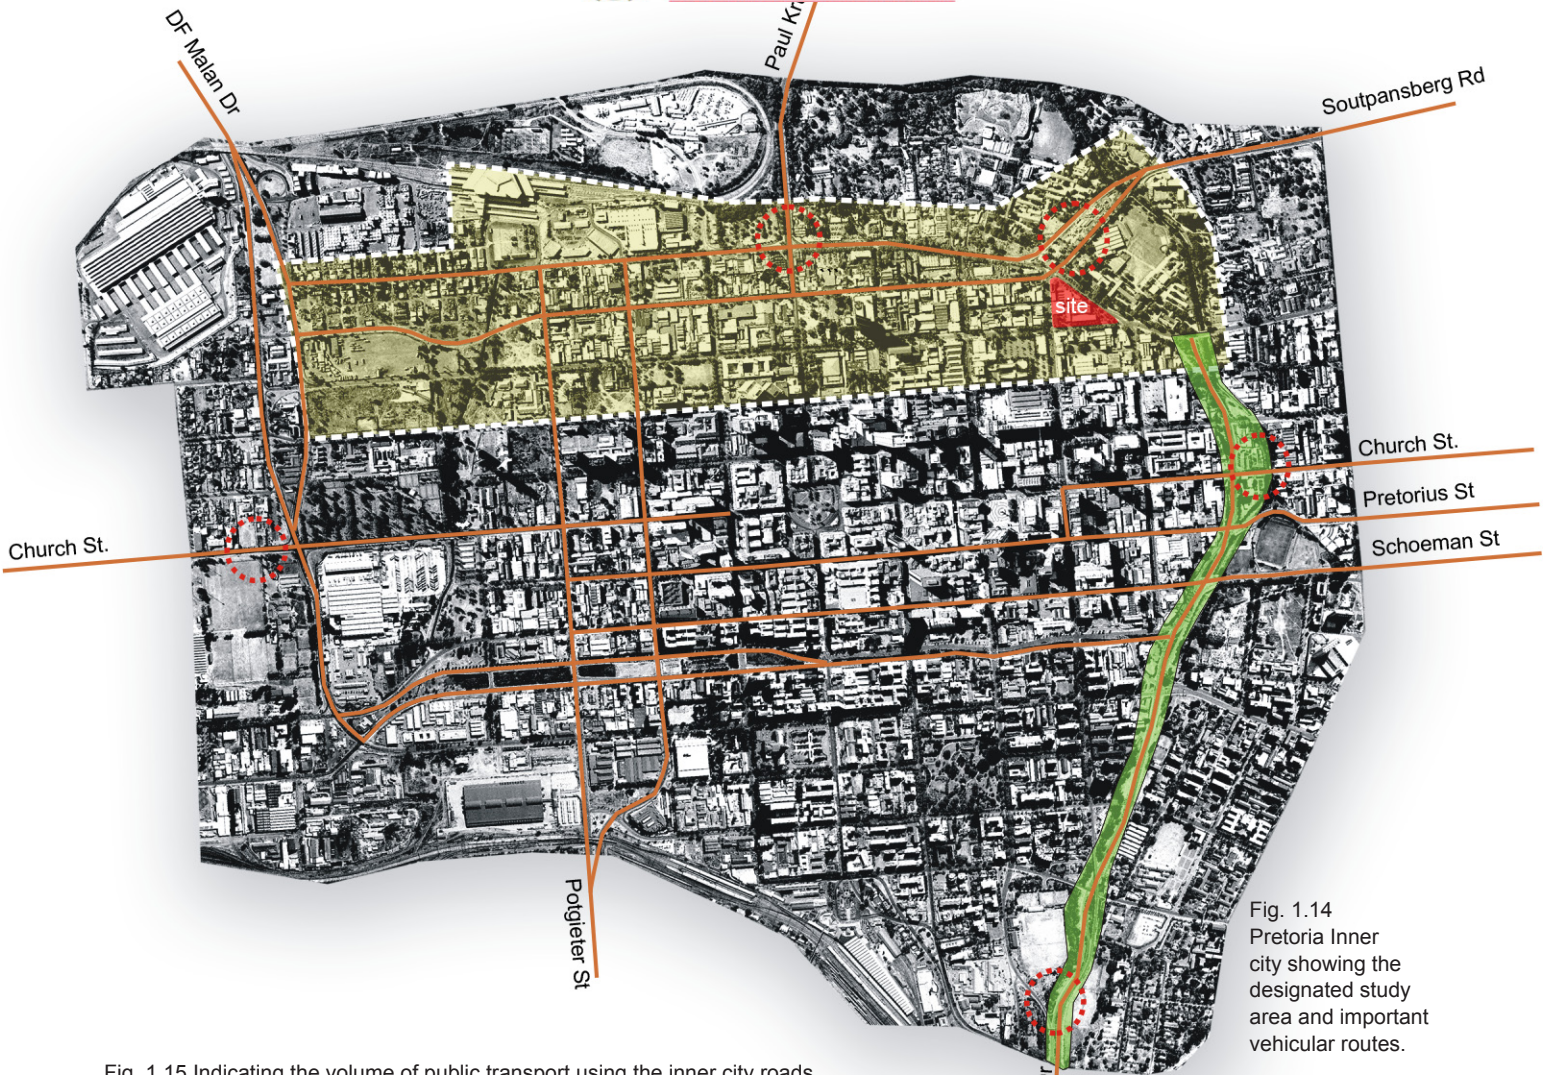 DF Malan Dr
Paul
Soutpansberg Rd
site
Church St.
Pretorius St
Schoeman St
Church St.
Potgieter St
Fig. 1.14
Pretoria Inner
city showing the
designated study
area and important
vehicular routes.
Fig. 1.15 Indicating the volume of public transport using the inner city roads